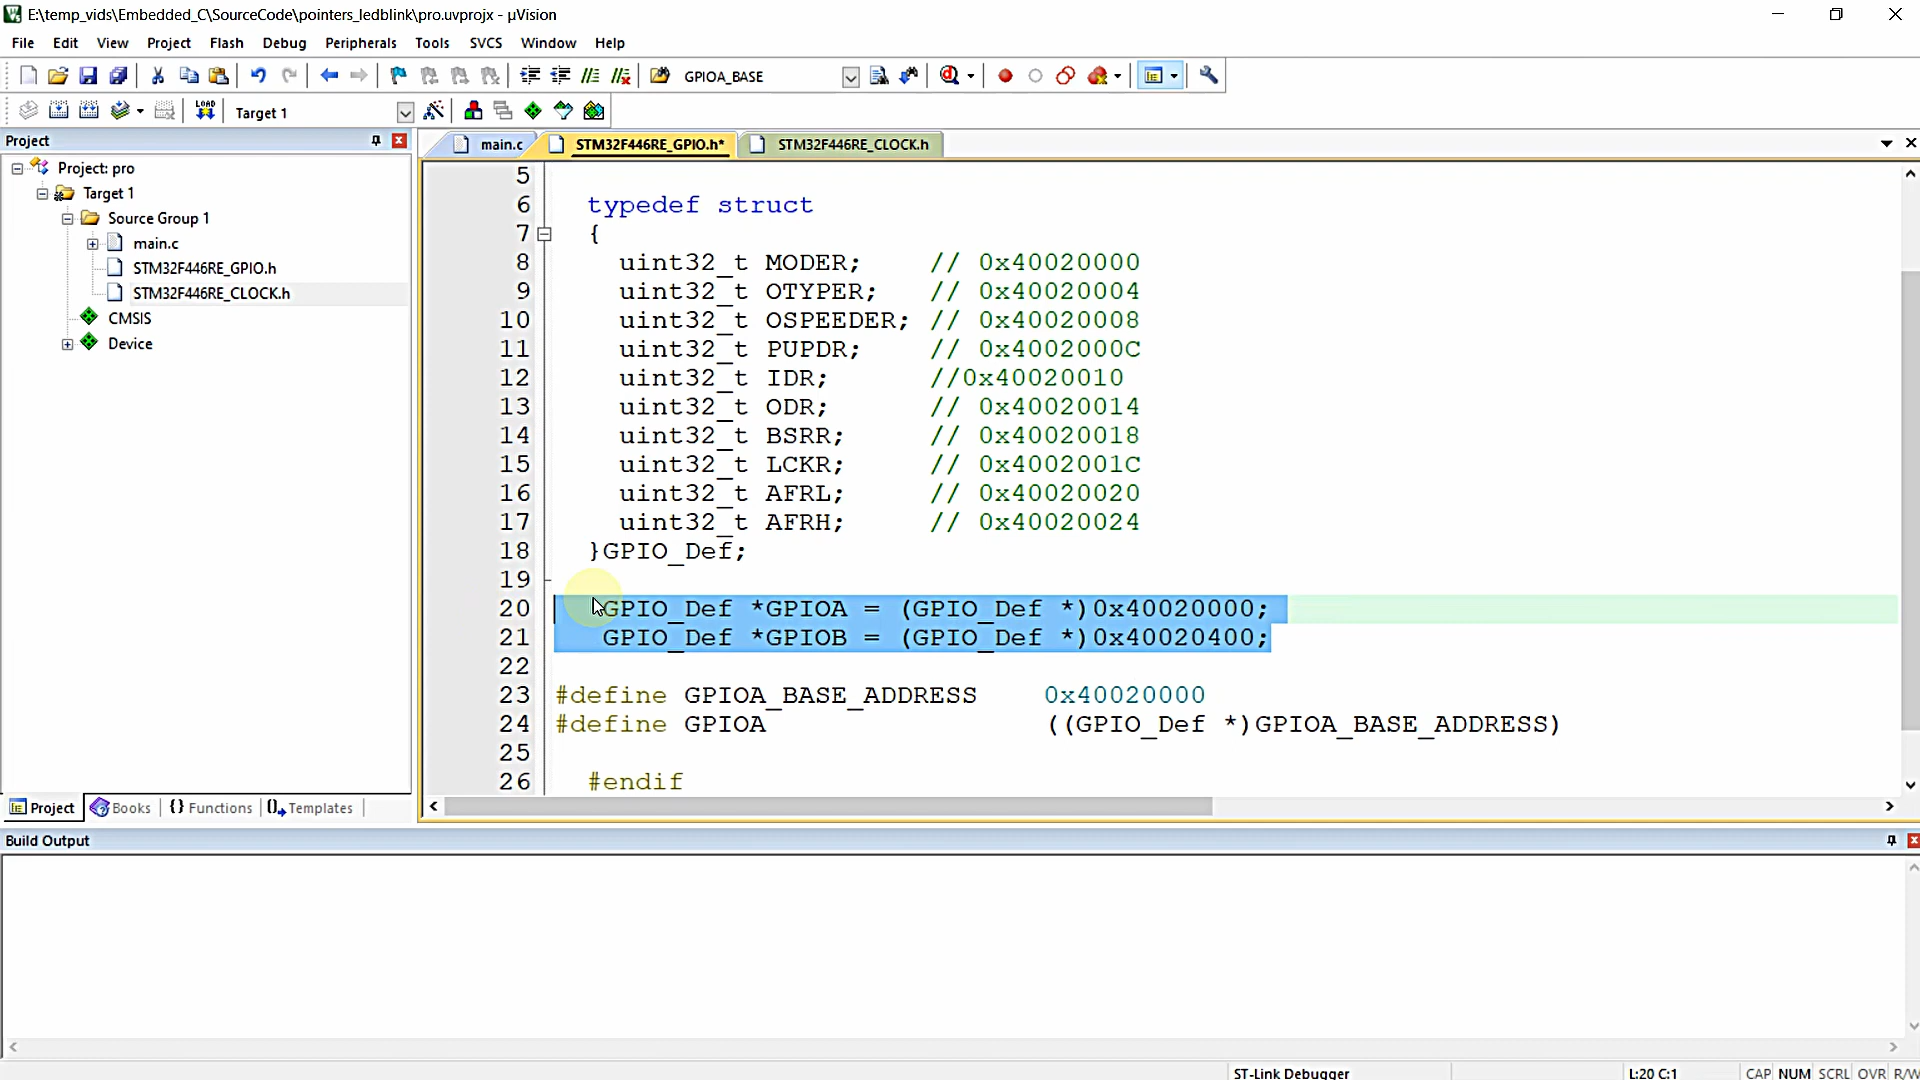 E:\temp_vids\Embedded_C\SourceCode\pointers_ledblink\pro.uvprojx - µVision
File Edit View Project Flash Debug Peripherals Tools SVCS Window Help
GPIOA_BASE
LOAD Target 1
Project
main.c STM32F446RE_GPIO.h* STM32F446RE_CLOCK.h
Project: pro
Target 1
Source Group 1
main.c
STM32F446RE_GPIO.h
STM32F446RE_CLOCK.h
CMSIS
Device
5
6 typedef struct
7 {
8 uint32_t MODER; // 0x40020000
9 uint32_t OTYPER; // 0x40020004
10 uint32_t OSPEEDER; // 0x40020008
11 uint32_t PUPDR; // 0x4002000C
12 uint32_t IDR; //0x40020010
13 uint32_t ODR; // 0x40020014
14 uint32_t BSRR; // 0x40020018
15 uint32_t LCKR; // 0x4002001C
16 uint32_t AFRL; // 0x40020020
17 uint32_t AFRH; // 0x40020024
18 }GPIO_Def;
19
20 GPIO_Def *GPIOA = (GPIO_Def *)0x40020000;
21 GPIO_Def *GPIOB = (GPIO_Def *)0x40020400;
22
23 #define GPIOA_BASE_ADDRESS 0x40020000
24 #define GPIOA ((GPIO_Def *)GPIOA_BASE_ADDRESS)
25
26 #endif
Project Books {} Functions Templates
Build Output
ST-Link Debugger L:20 C:1 CAP NUM SCRL OVR R/W